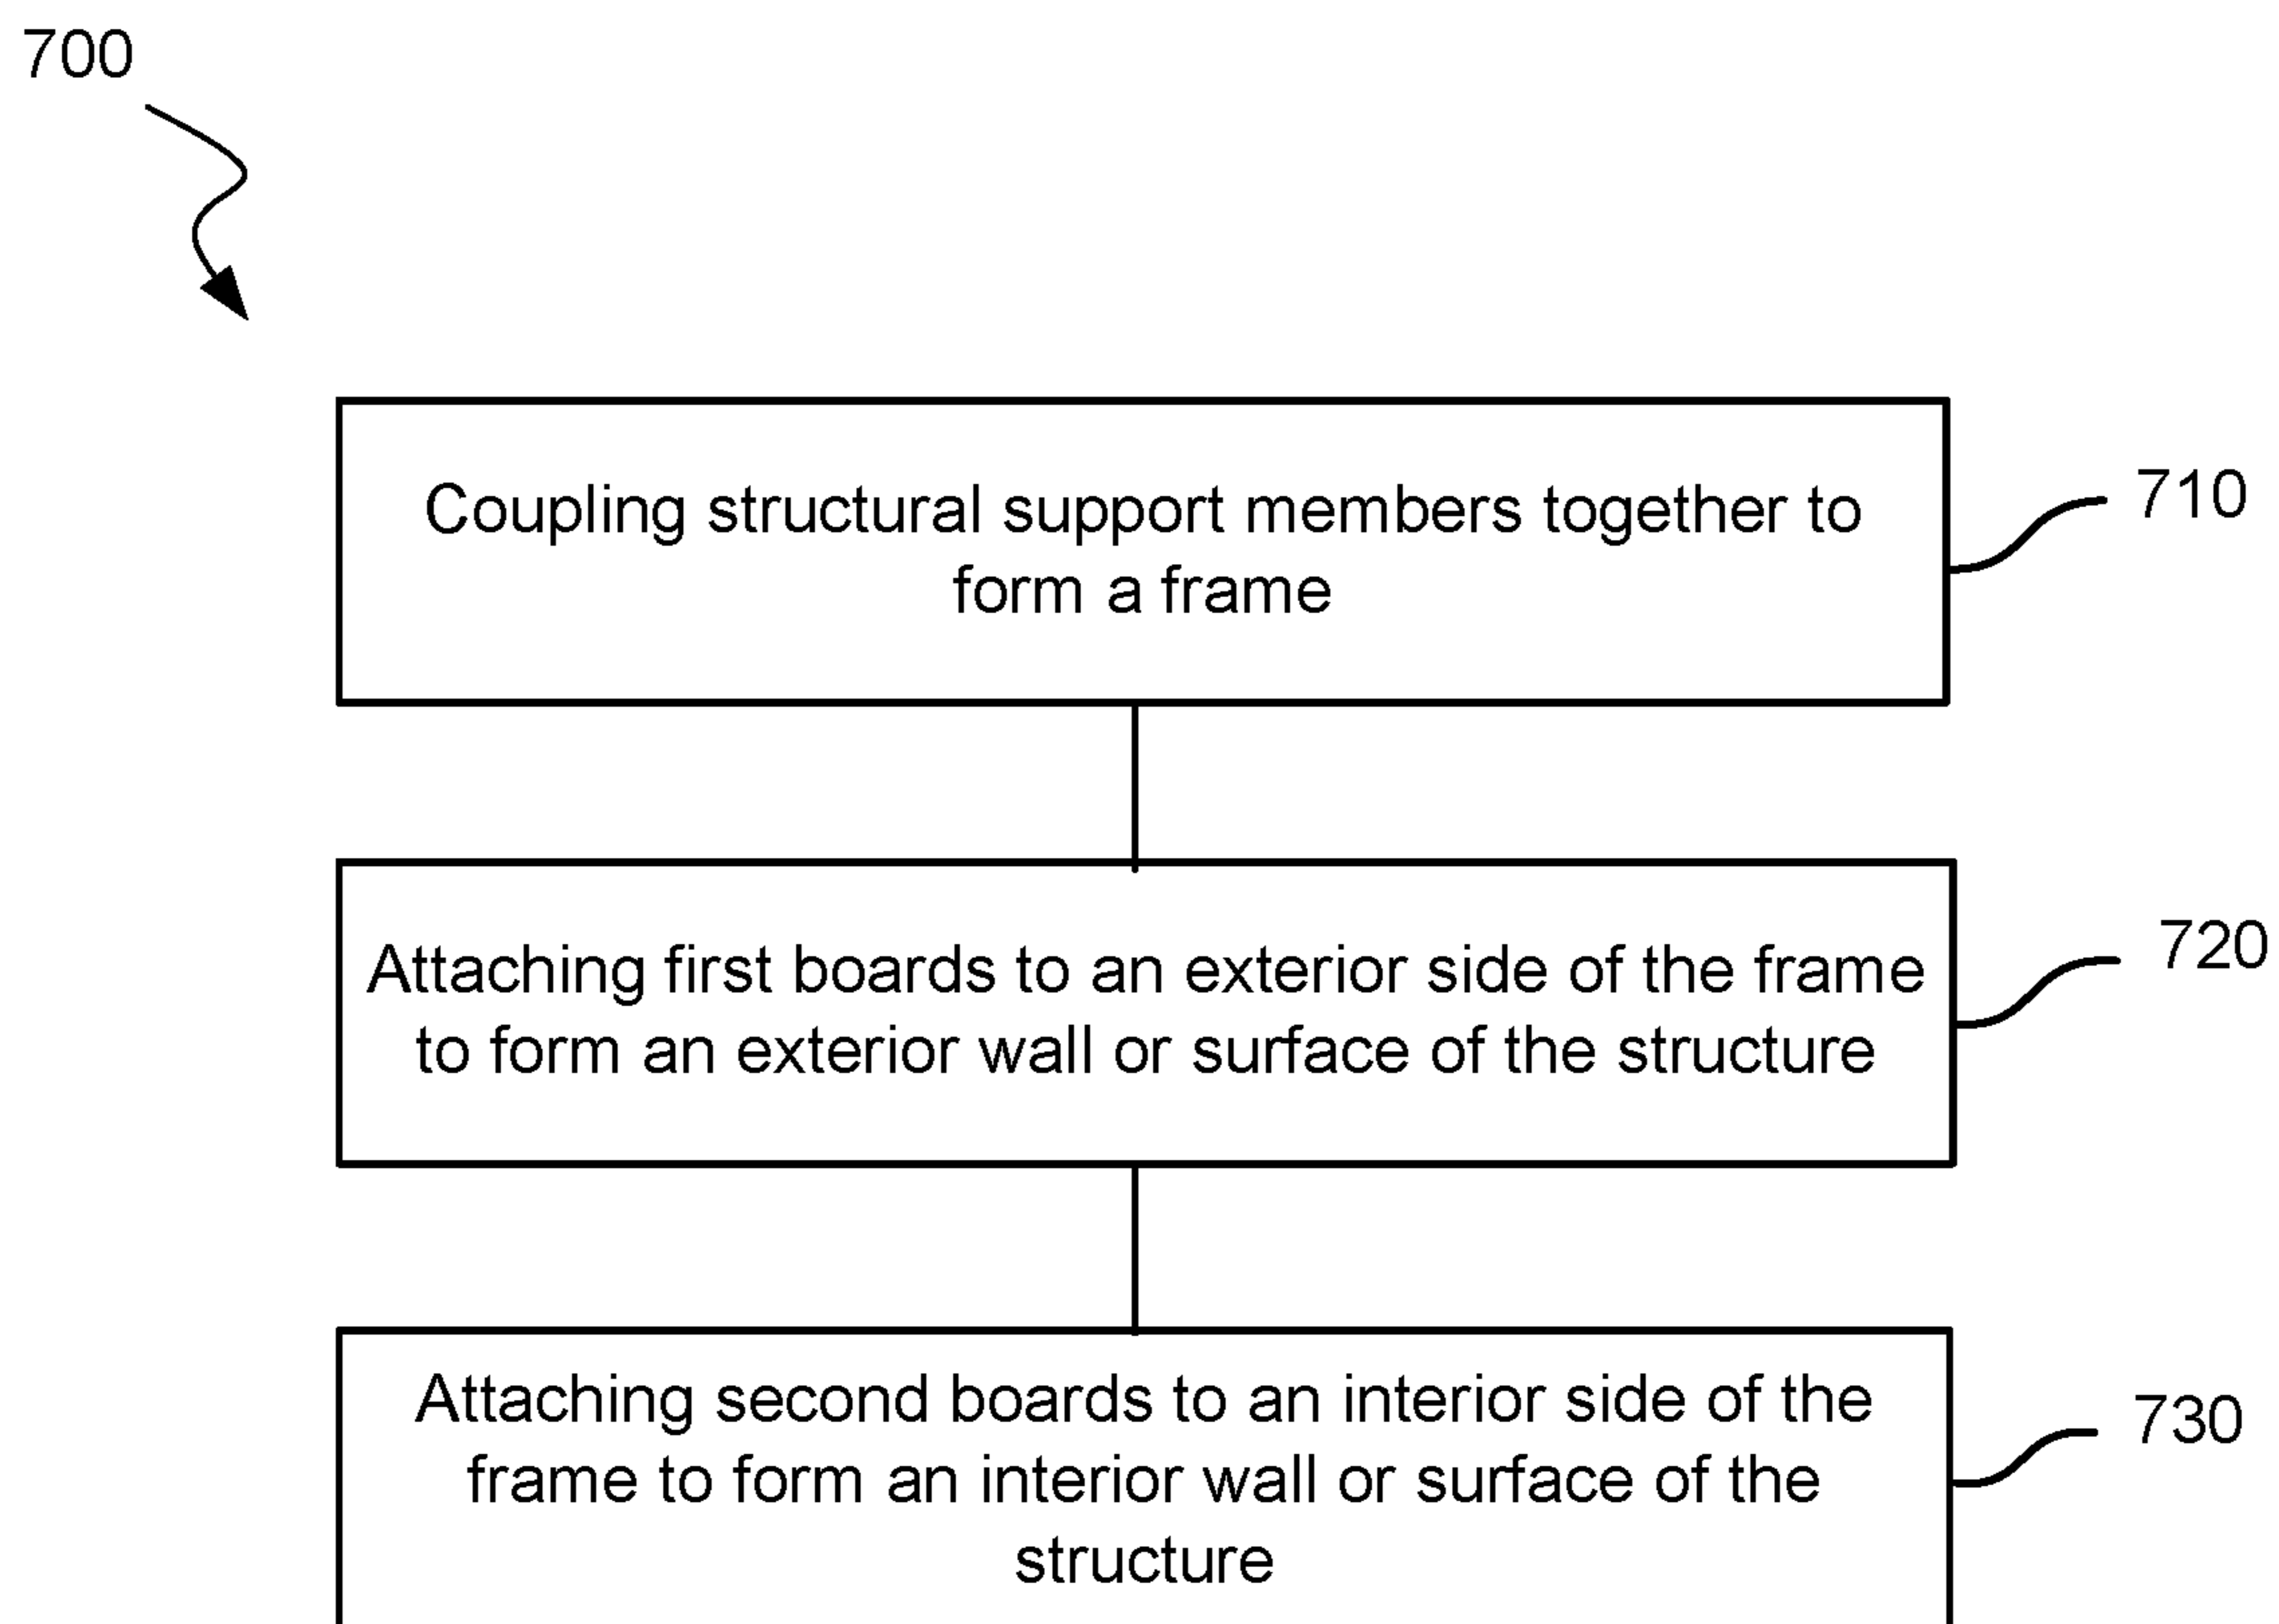 700
Coupling structural support members together to
form a frame
710
Attaching first boards to an exterior side of the frame
to form an exterior wall or surface of the structure
720
Attaching second boards to an interior side of the
frame to form an interior wall or surface of the
structure
730